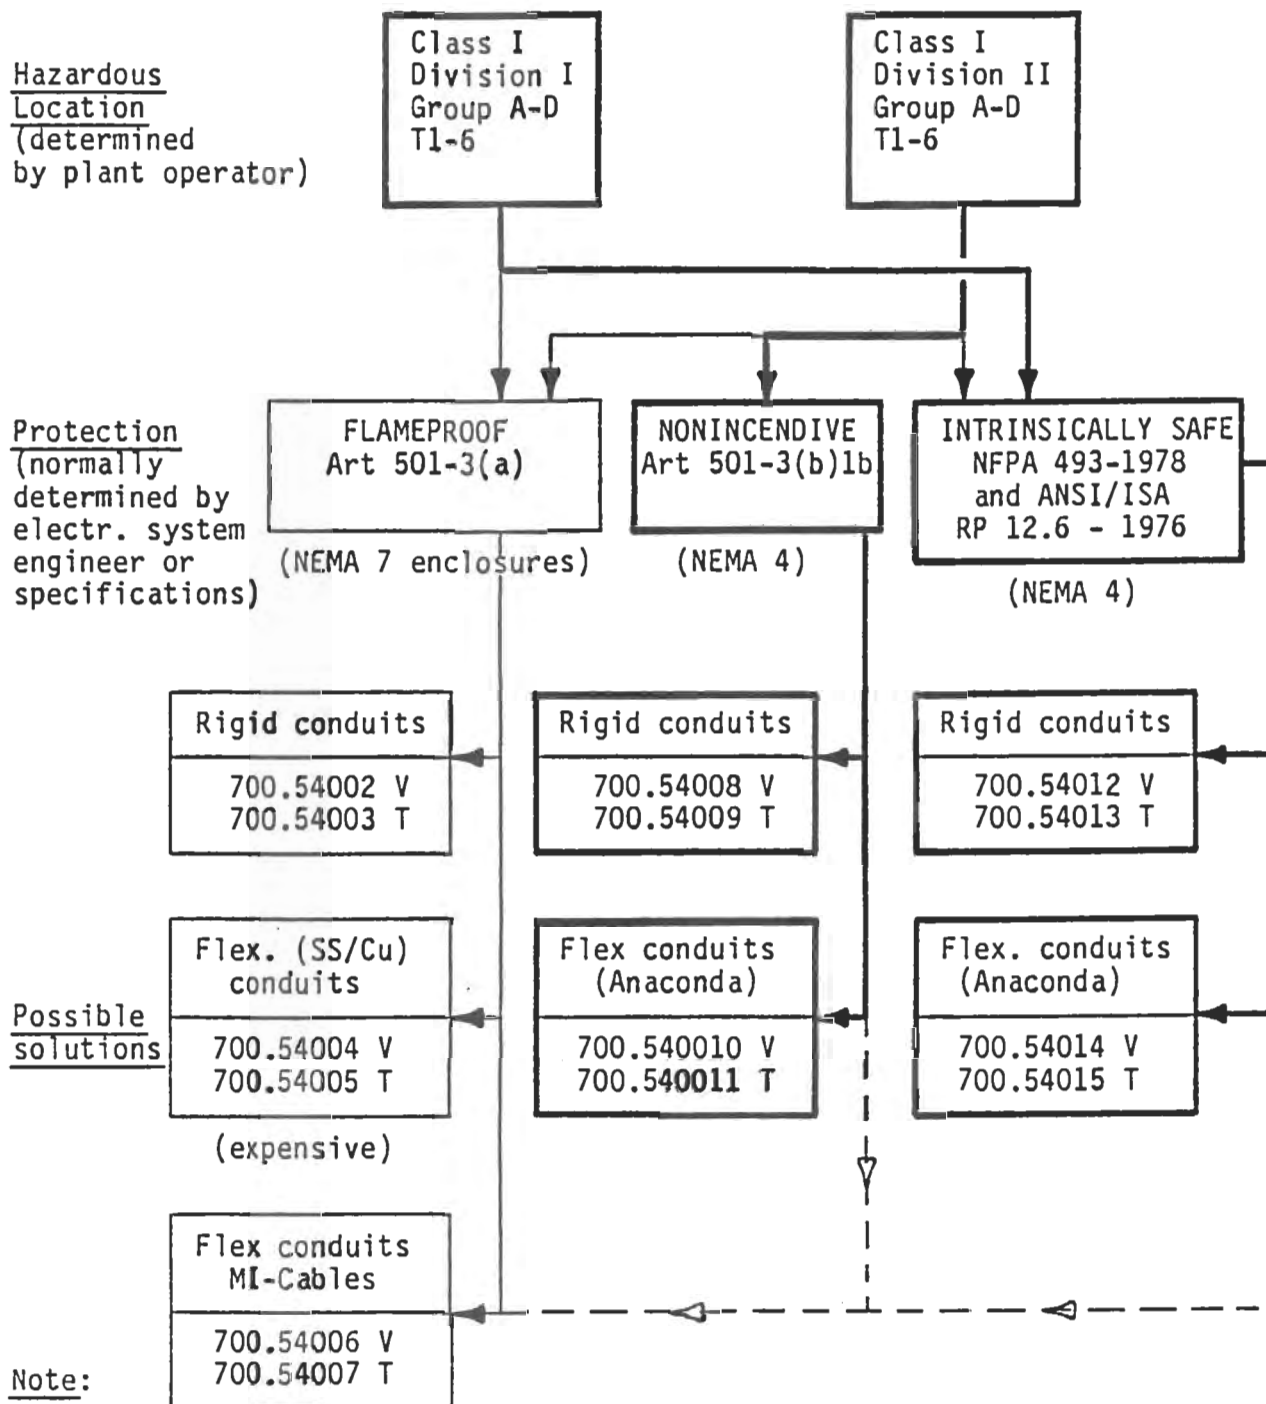 Hazardous
Location
(determined
by plant operator)
Class I
Division I
Group A-D
T1-6
Class I
Division II
Group A-D
T1-6
Protection
(normally
determined by
electr. system
engineer or
specifications)
FLAMEPROOF
Art 501-3(a)
(NEMA 7 enclosures)
NONINCENDIVE
Art 501-3(b)1b
(NEMA 4)
INTRINSICALLY SAFE
NFPA 493-1978
and ANSI/ISA
RP 12.6 - 1976
(NEMA 4)
Rigid conduits
700.54002 V
700.54003 T
Rigid conduits
700.54008 V
700.54009 T
Rigid conduits
700.54012 V
700.54013 T
Possible
solutions
Flex. (SS/Cu)
conduits
700.54004 V
700.54005 T
(expensive)
Flex conduits
(Anaconda)
700.540010 V
700.540011 T
Flex. conduits
(Anaconda)
700.54014 V
700.54015 T
Flex conduits
MI-Cables
700.54006 V
700.54007 T
Note: